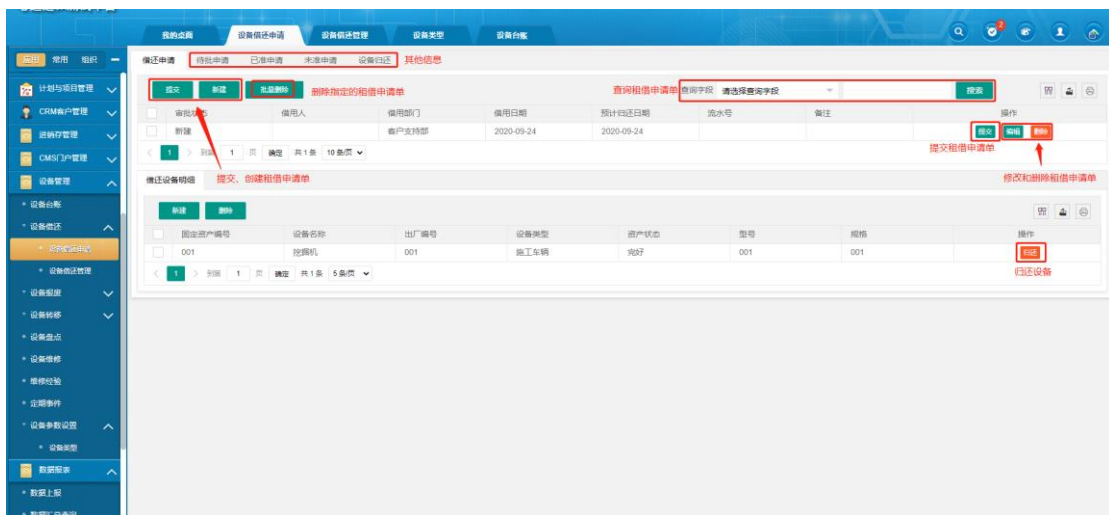 我的桌面 设备借还申请 设备借还管理 设备类型 设备台账
2
应用 常用 组织
借还申请 待批申请 已准申请 未准申请 设备归还 其他信息
计划与项目管理
提交 新建 批量删除 删除指定的租借申请单 查询租借申请单 查询字段 请选择查询字段 搜索
CRM客户管理
审批状态 借用人 借用部门 借用日期 预计归还日期 流水号 备注 操作
新建 客户支持部 2020-09-24 2020-09-24 提交 编辑 删除
进销存管理
< 1 > 到第 1 页 确定 共1条 10条/页
提交租借申请单
CMS门户管理
借还设备明细 提交、创建租借申请单 修改和删除租借申请单
设备管理
设备台账
新建 删除
设备借还
固定资产编号 设备名称 出厂编号 设备类型 资产状态 型号 规格 操作
设备借还申请
001 挖掘机 001 施工车辆 完好 001 001 归还
设备借还管理
< 1 > 到第 1 页 确定 共1条 5条/页
归还设备
设备报废
设备转移
设备盘点
设备维修
维修经验
定期事件
设备参数设置
设备类型
数据报表
数据上报